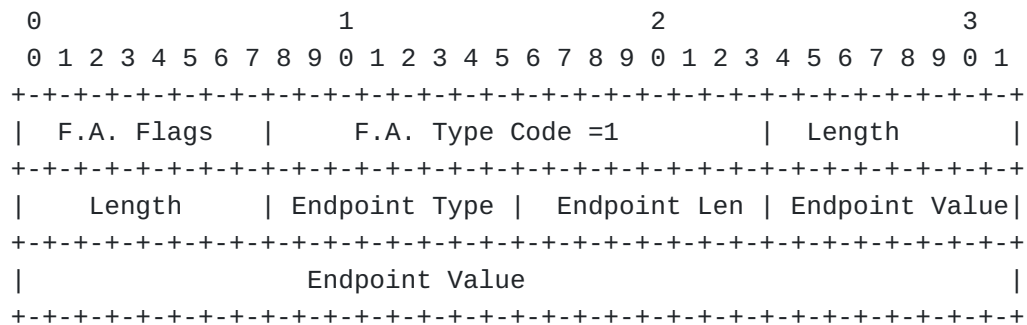 0                   1                   2                   3
 0 1 2 3 4 5 6 7 8 9 0 1 2 3 4 5 6 7 8 9 0 1 2 3 4 5 6 7 8 9 0 1
+-+-+-+-+-+-+-+-+-+-+-+-+-+-+-+-+-+-+-+-+-+-+-+-+-+-+-+-+-+-+-+-+
|  F.A. Flags   |     F.A. Type Code =1         |  Length       |
+-+-+-+-+-+-+-+-+-+-+-+-+-+-+-+-+-+-+-+-+-+-+-+-+-+-+-+-+-+-+-+-+
|    Length     | Endpoint Type |  Endpoint Len | Endpoint Value|
+-+-+-+-+-+-+-+-+-+-+-+-+-+-+-+-+-+-+-+-+-+-+-+-+-+-+-+-+-+-+-+-+
|                  Endpoint Value                               |
+-+-+-+-+-+-+-+-+-+-+-+-+-+-+-+-+-+-+-+-+-+-+-+-+-+-+-+-+-+-+-+-+